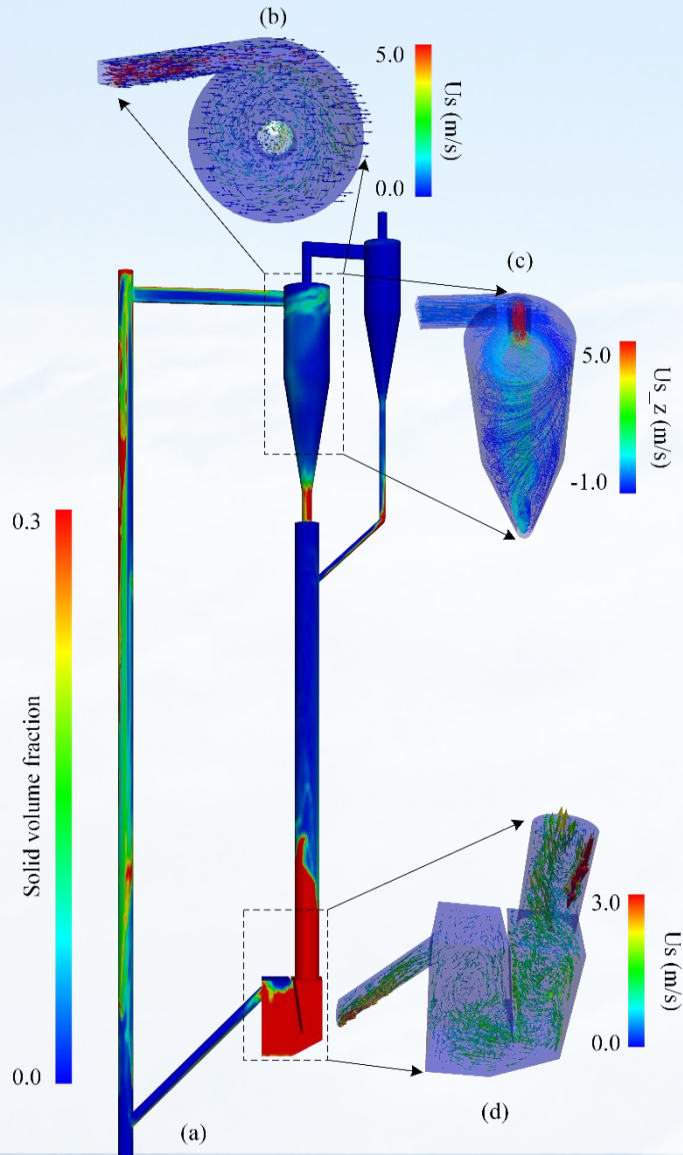 (b)
5.0
Us (m/s)
0.0
(c)
5.0
Us_z (m/s)
-1.0
0.3
Solid volume fraction
0.0
3.0
Us (m/s)
0.0
(a)
(d)